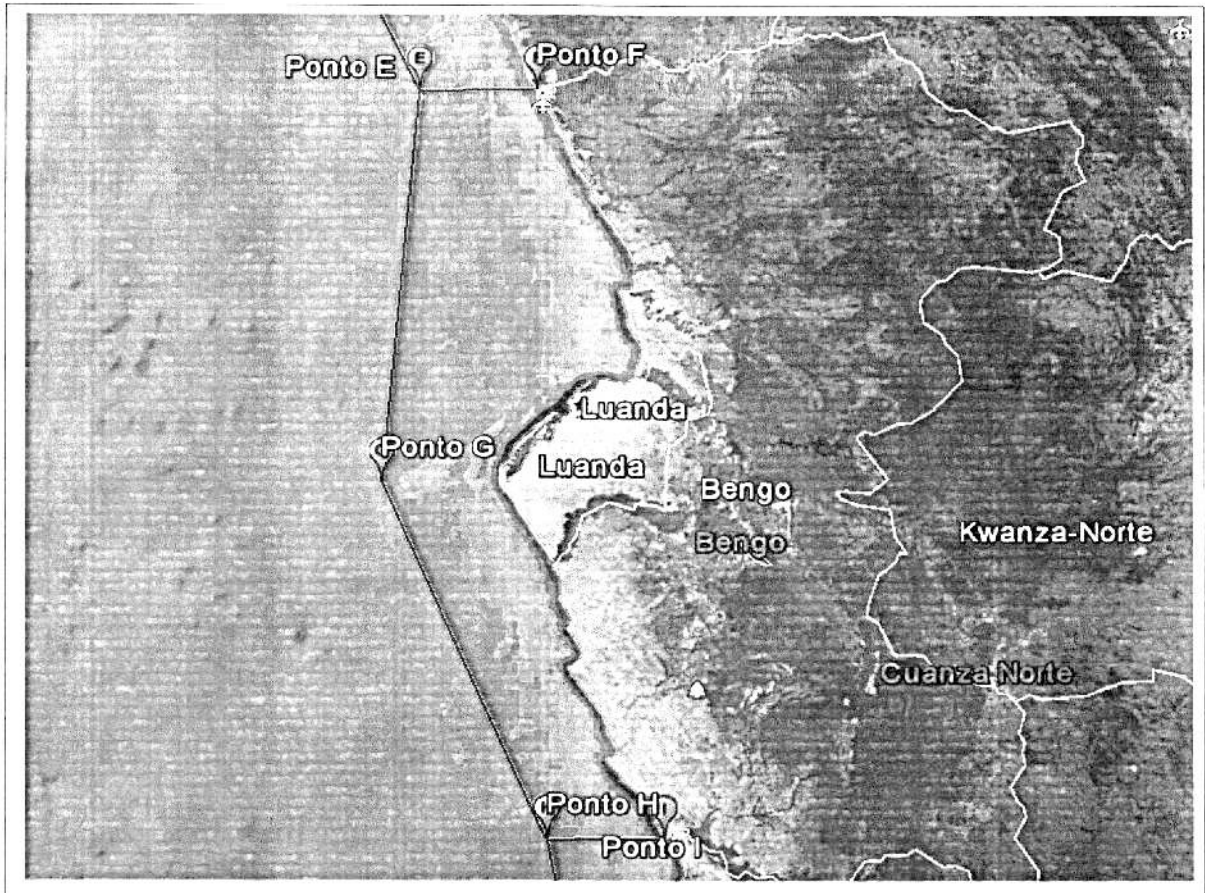 Ponto E
E
Ponto F
Luanda
Ponto G
Luanda
Bengo
Kwanza-Norte
Bengo
Cuanza Norte
Ponto H
Ponto I